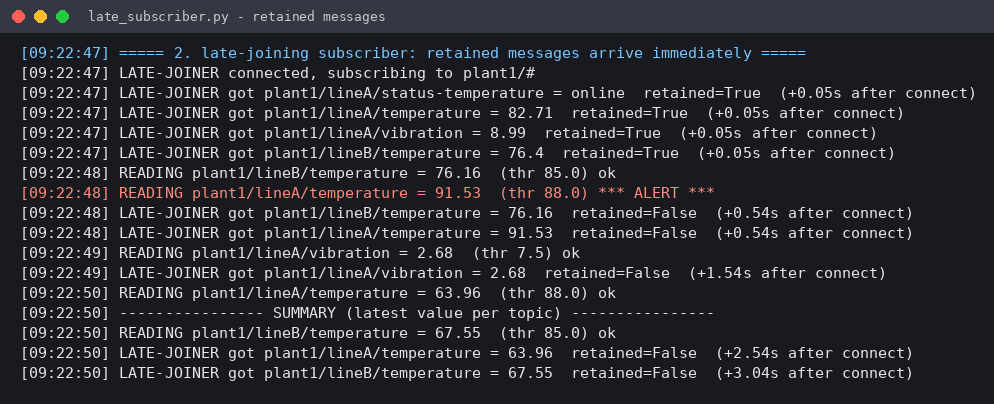 late_subscriber.py - retained messages
[09:22:47] ===== 2. late-joining subscriber: retained messages arrive immediately =====
[09:22:47] LATE-JOINER connected, subscribing to plant1/#
[09:22:47] LATE-JOINER got plant1/lineA/status-temperature = online  retained=True  (+0.05s after connect)
[09:22:47] LATE-JOINER got plant1/lineA/temperature = 82.71  retained=True  (+0.05s after connect)
[09:22:47] LATE-JOINER got plant1/lineA/vibration = 8.99  retained=True  (+0.05s after connect)
[09:22:47] LATE-JOINER got plant1/lineB/temperature = 76.4  retained=True  (+0.05s after connect)
[09:22:48] READING plant1/lineB/temperature = 76.16  (thr 85.0) ok
[09:22:48] READING plant1/lineA/temperature = 91.53  (thr 88.0) *** ALERT ***
[09:22:48] LATE-JOINER got plant1/lineB/temperature = 76.16  retained=False  (+0.54s after connect)
[09:22:48] LATE-JOINER got plant1/lineA/temperature = 91.53  retained=False  (+0.54s after connect)
[09:22:49] READING plant1/lineA/vibration = 2.68  (thr 7.5) ok
[09:22:49] LATE-JOINER got plant1/lineA/vibration = 2.68  retained=False  (+1.54s after connect)
[09:22:50] READING plant1/lineA/temperature = 63.96  (thr 88.0) ok
[09:22:50] ---------------- SUMMARY (latest value per topic) ----------------
[09:22:50] READING plant1/lineB/temperature = 67.55  (thr 85.0) ok
[09:22:50] LATE-JOINER got plant1/lineA/temperature = 63.96  retained=False  (+2.54s after connect)
[09:22:50] LATE-JOINER got plant1/lineB/temperature = 67.55  retained=False  (+3.04s after connect)